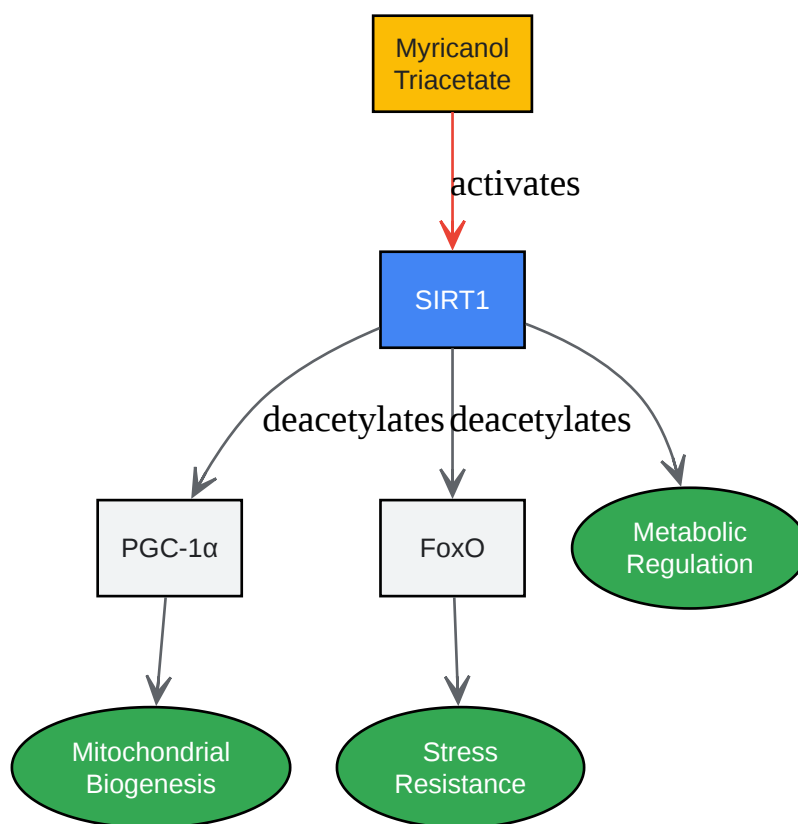 Myricanol
Triacetate
activates
SIRT1
deacetylates
deacetylates
PGC-1α
FoxO
Metabolic
Regulation
Mitochondrial
Biogenesis
Stress
Resistance